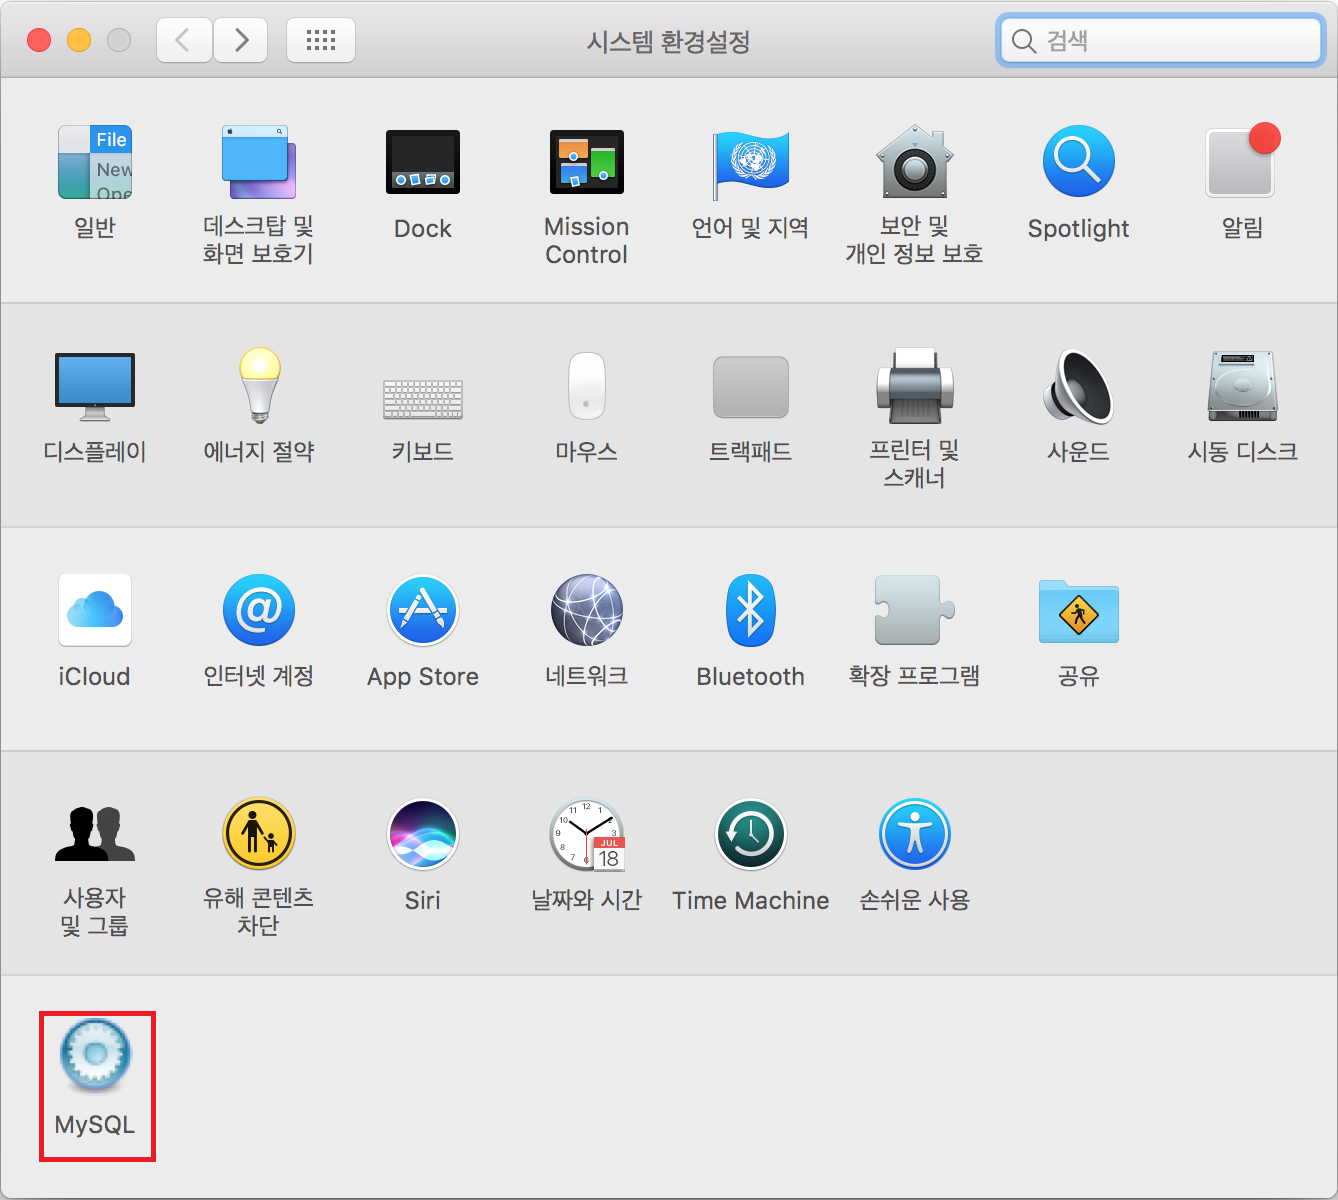 시스템 환경설정
검색
File
New
Ope
일반
데스크탑 및
화면 보호기
Dock
Mission
Control
언어 및 지역
보안 및
개인 정보 보호
Spotlight
알림
디스플레이
에너지 절약
키보드
마우스
트랙패드
프린터 및
스캐너
사운드
시동 디스크
iCloud
인터넷 계정
App Store
네트워크
Bluetooth
확장 프로그램
공유
사용자
및 그룹
유해 콘텐츠
차단
Siri
JUL
18
날짜와 시간
Time Machine
손쉬운 사용
MySQL